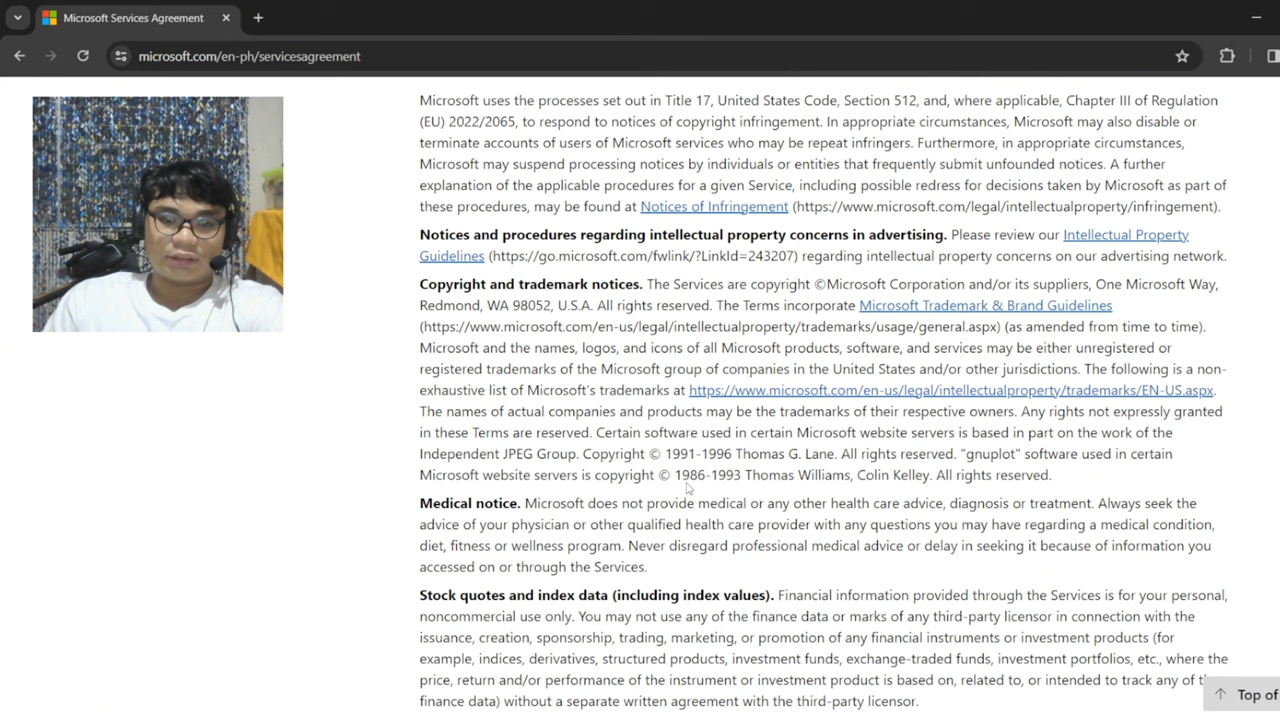 Microsoft Services Agreement
microsoft.com/en-ph/servicesagreement
Microsoft uses the processes set out in Title 17, United States Code, Section 512, and, where applicable, Chapter III of Regulation
(EU) 2022/2065, to respond to notices of copyright infringement. In appropriate circumstances, Microsoft may also disable or
terminate accounts of users of Microsoft services who may be repeat infringers. Furthermore, in appropriate circumstances,
Microsoft may suspend processing notices by individuals or entities that frequently submit unfounded notices. A further
explanation of the applicable procedures for a given Service, including possible redress for decisions taken by Microsoft as part of
these procedures, may be found at Notices of Infringement (https://www.microsoft.com/legal/intellectualproperty/infringement).
Notices and procedures regarding intellectual property concerns in advertising. Please review our Intellectual Property
Guidelines (https://go.microsoft.com/fwlink/?LinkId=243207) regarding intellectual property concerns on our advertising network.
Copyright and trademark notices. The Services are copyright ©Microsoft Corporation and/or its suppliers, One Microsoft Way,
Redmond, WA 98052, U.S.A. All rights reserved. The Terms incorporate Microsoft Trademark & Brand Guidelines
(https://www.microsoft.com/en-us/legal/intellectualproperty/trademarks/usage/general.aspx) (as amended from time to time).
Microsoft and the names, logos, and icons of all Microsoft products, software, and services may be either unregistered or
registered trademarks of the Microsoft group of companies in the United States and/or other jurisdictions. The following is a non-
exhaustive list of Microsoft's trademarks at https://www.microsoft.com/en-us/legal/intellectualproperty/trademarks/EN-US.aspx.
The names of actual companies and products may be the trademarks of their respective owners. Any rights not expressly granted
in these Terms are reserved. Certain software used in certain Microsoft website servers is based in part on the work of the
Independent JPEG Group. Copyright © 1991-1996 Thomas G. Lane. All rights reserved. "gnuplot" software used in certain
Microsoft website servers is copyright © 1986-1993 Thomas Williams, Colin Kelley. All rights reserved.
Medical notice. Microsoft does not provide medical or any other health care advice, diagnosis or treatment. Always seek the
advice of your physician or other qualified health care provider with any questions you may have regarding a medical condition,
diet, fitness or wellness program. Never disregard professional medical advice or delay in seeking it because of information you
accessed on or through the Services.
Stock quotes and index data (including index values). Financial information provided through the Services is for your personal,
noncommercial use only. You may not use any of the finance data or marks of any third-party licensor in connection with the
issuance, creation, sponsorship, trading, marketing, or promotion of any financial instruments or investment products (for
example, indices, derivatives, structured products, investment funds, exchange-traded funds, investment portfolios, etc., where the
price, return and/or performance of the instrument or investment product is based on, related to, or intended to track any of
finance data) without a separate written agreement with the third-party licensor.
Top of